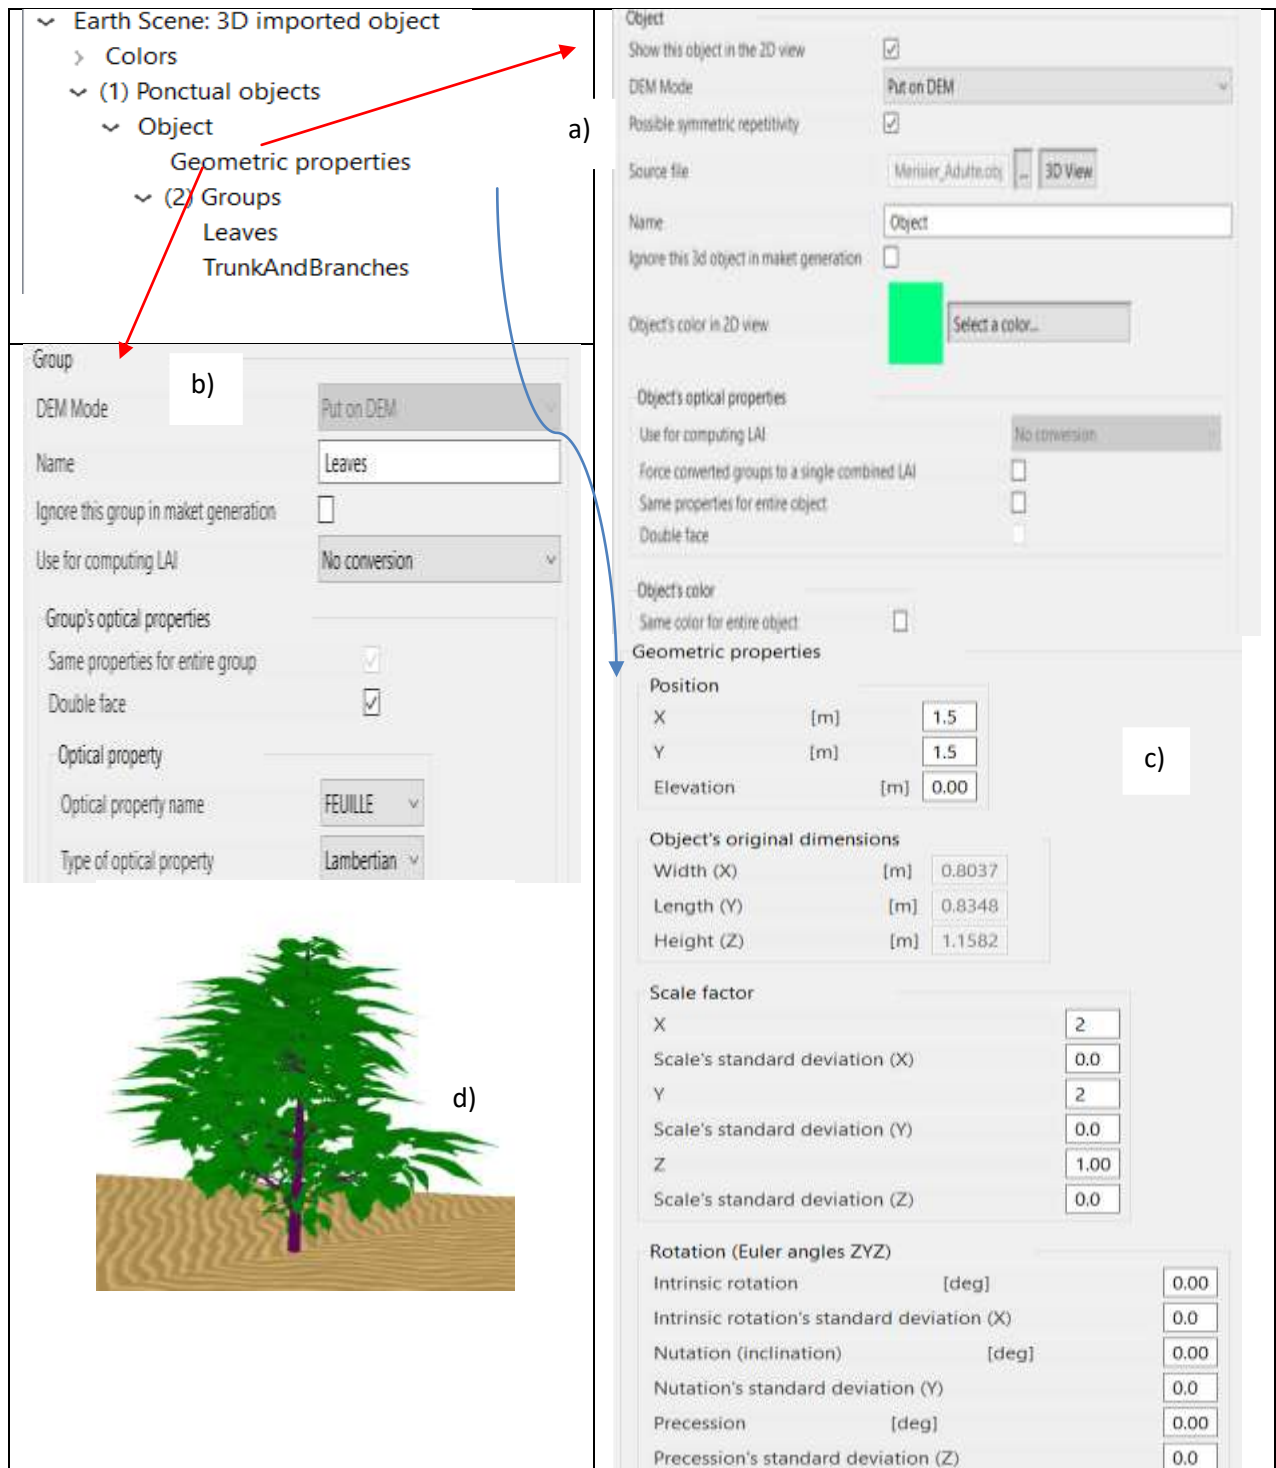 Earth Scene: 3D imported object
Colors
(1) Ponctual objects
Object
Geometric properties
(2) Groups
Leaves
TrunkAndBranches
a)
Object
Show this object in the 2D view
DEM Mode Put on DEM
Possible symmetric repetitivity
Source file Merisier_Adulte.obj ... 3D View
Name Object
Ignore this 3d object in maket generation
Object's color in 2D view Select a color...
Object's optical properties
Use for computing LAI No conversion
Force converted groups to a single combined LAI
Same properties for entire object
Double face
Object's color
Same color for entire object
b)
Group
DEM Mode Put on DEM
Name Leaves
Ignore this group in maket generation
Use for computing LAI No conversion
Group's optical properties
Same properties for entire group
Double face
Optical property
Optical property name FEUILLE
Type of optical property Lambertian
c)
Geometric properties
Position
X [m] 1.5
Y [m] 1.5
Elevation [m] 0.00
Object's original dimensions
Width (X) [m] 0.8037
Length (Y) [m] 0.8348
Height (Z) [m] 1.1582
Scale factor
X 2
Scale's standard deviation (X) 0.0
Y 2
Scale's standard deviation (Y) 0.0
Z 1.00
Scale's standard deviation (Z) 0.0
Rotation (Euler angles ZYZ)
Intrinsic rotation [deg] 0.00
Intrinsic rotation's standard deviation (X) 0.0
Nutation (inclination) [deg] 0.00
Nutation's standard deviation (Y) 0.0
Precession [deg] 0.00
Precession's standard deviation (Z) 0.0
d)